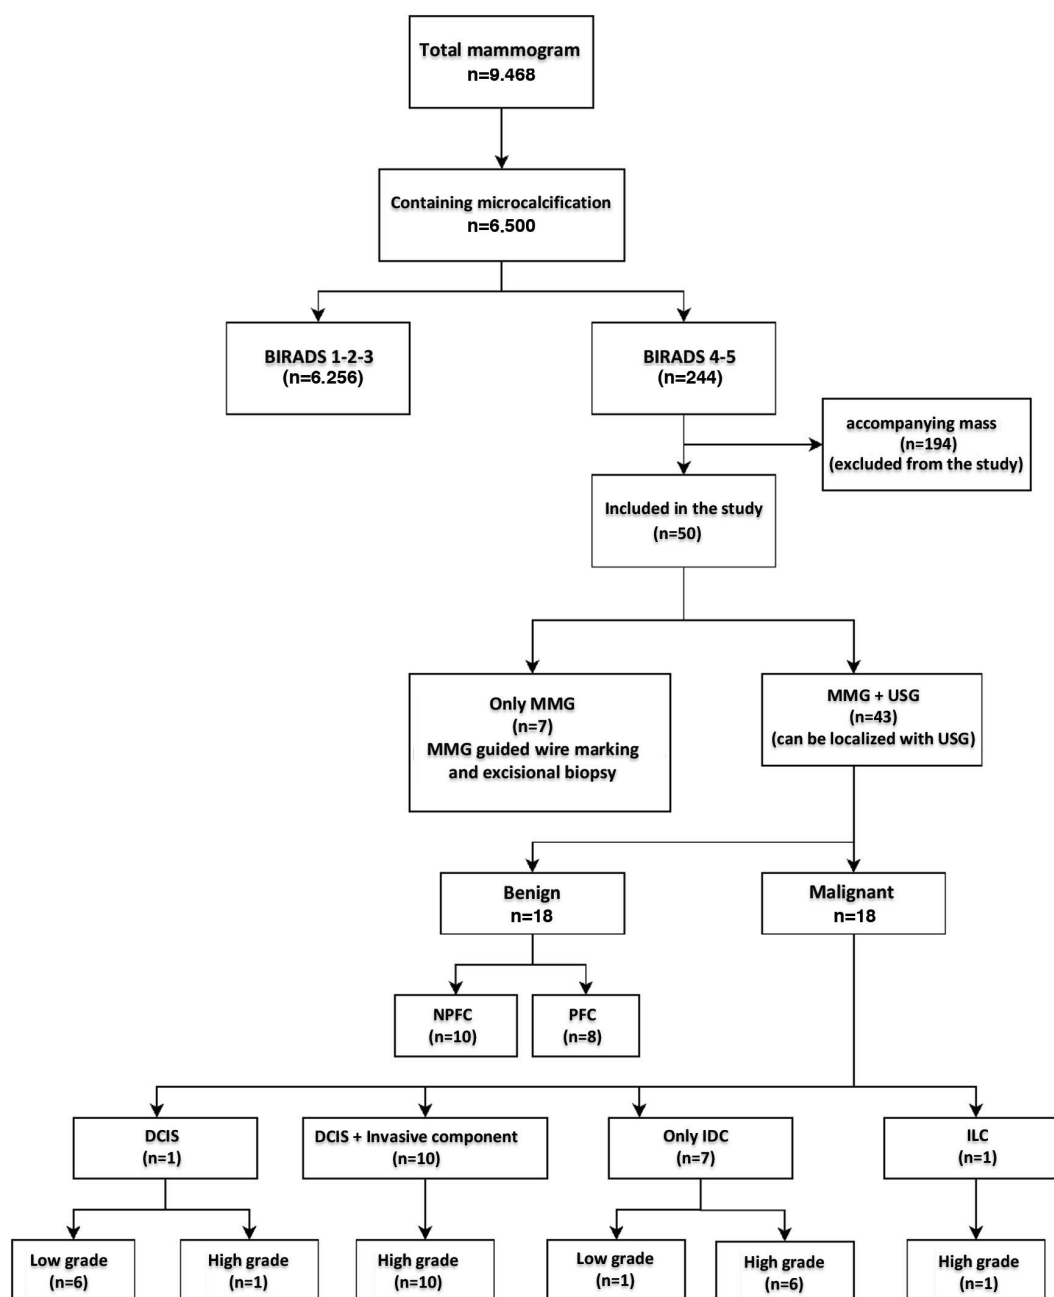 Total mammogram
n=9.468
Containing microcalcification
n=6.500
BIRADS 1-2-3
(n=6.256)
BIRADS 4-5
(n=244)
accompanying mass
(n=194)
(excluded from the study)
Included in the study
(n=50)
Only MMG
(n=7)
MMG guided wire marking
and excisional biopsy
MMG + USG
(n=43)
(can be localized with USG)
Benign
n=18
Malignant
n=18
NPFC
(n=10)
PFC
(n=8)
DCIS
(n=1)
DCIS + Invasive component
(n=10)
Only IDC
(n=7)
ILC
(n=1)
Low grade
(n=6)
High grade
(n=1)
High grade
(n=10)
Low grade
(n=1)
High grade
(n=6)
High grade
(n=1)